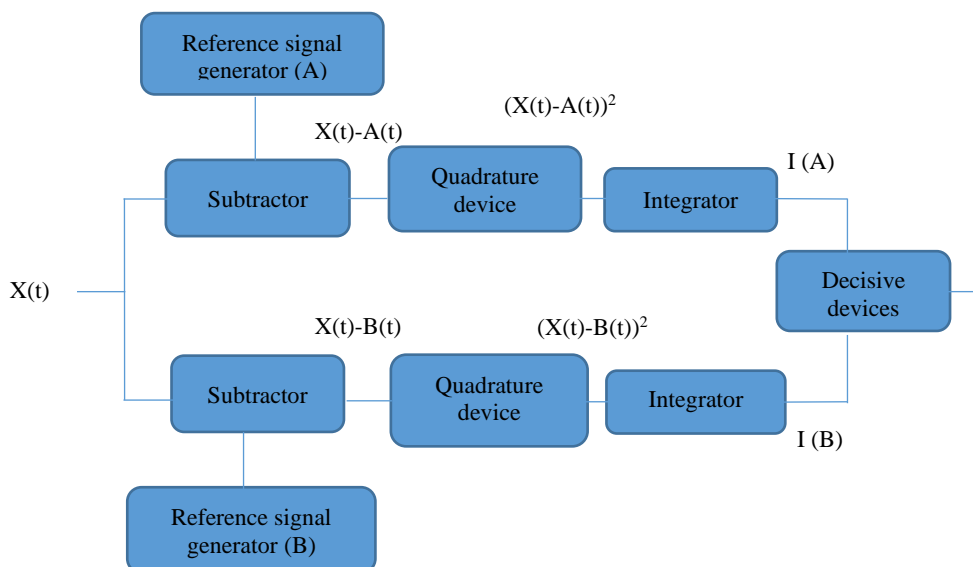 Reference signal
generator (A)
(X(t)-A(t))²
X(t)-A(t)
I (A)
Subtractor
Quadrature
device
Integrator
X(t)
Decisive
devices
X(t)-B(t)
(X(t)-B(t))²
Subtractor
Quadrature
device
Integrator
I (B)
Reference signal
generator (B)